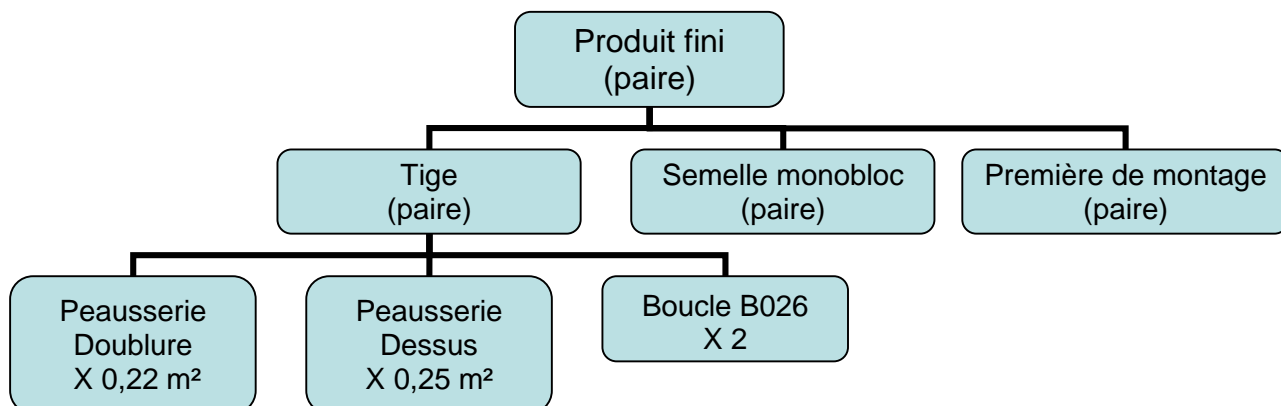 Produit fini
(paire)
Tige
(paire)
Semelle monobloc
(paire)
Première de montage
(paire)
Peausserie
Doublure
X 0,22 m²
Peausserie
Dessus
X 0,25 m²
Boucle B026
X 2